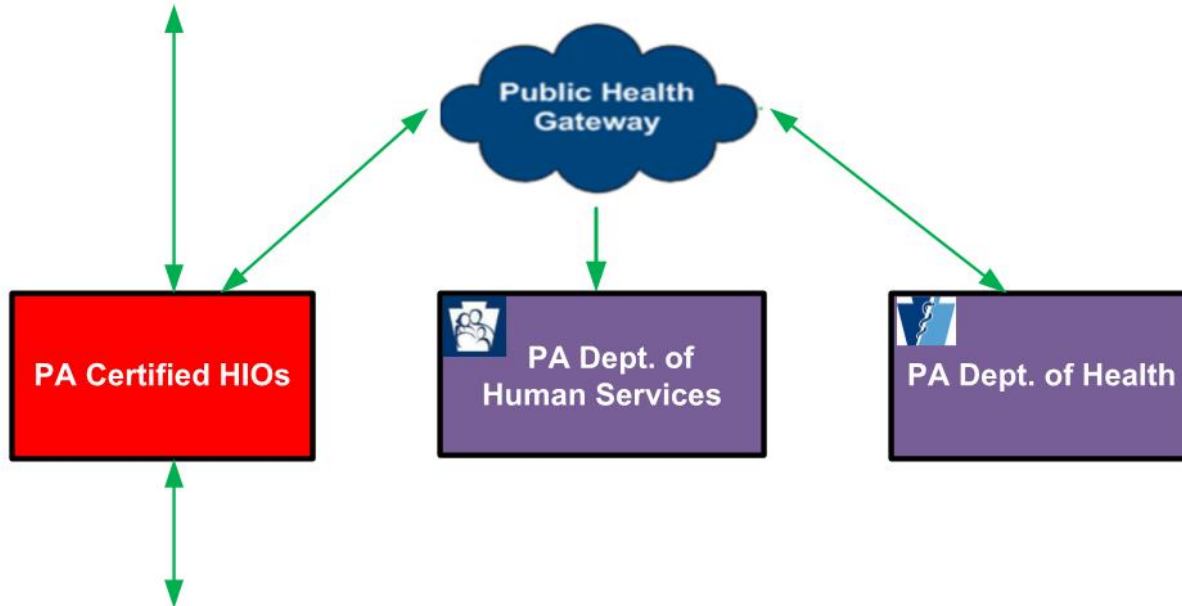 Public Health
Gateway
PA Certified HIOs
PA Dept. of
Human Services
PA Dept. of Health